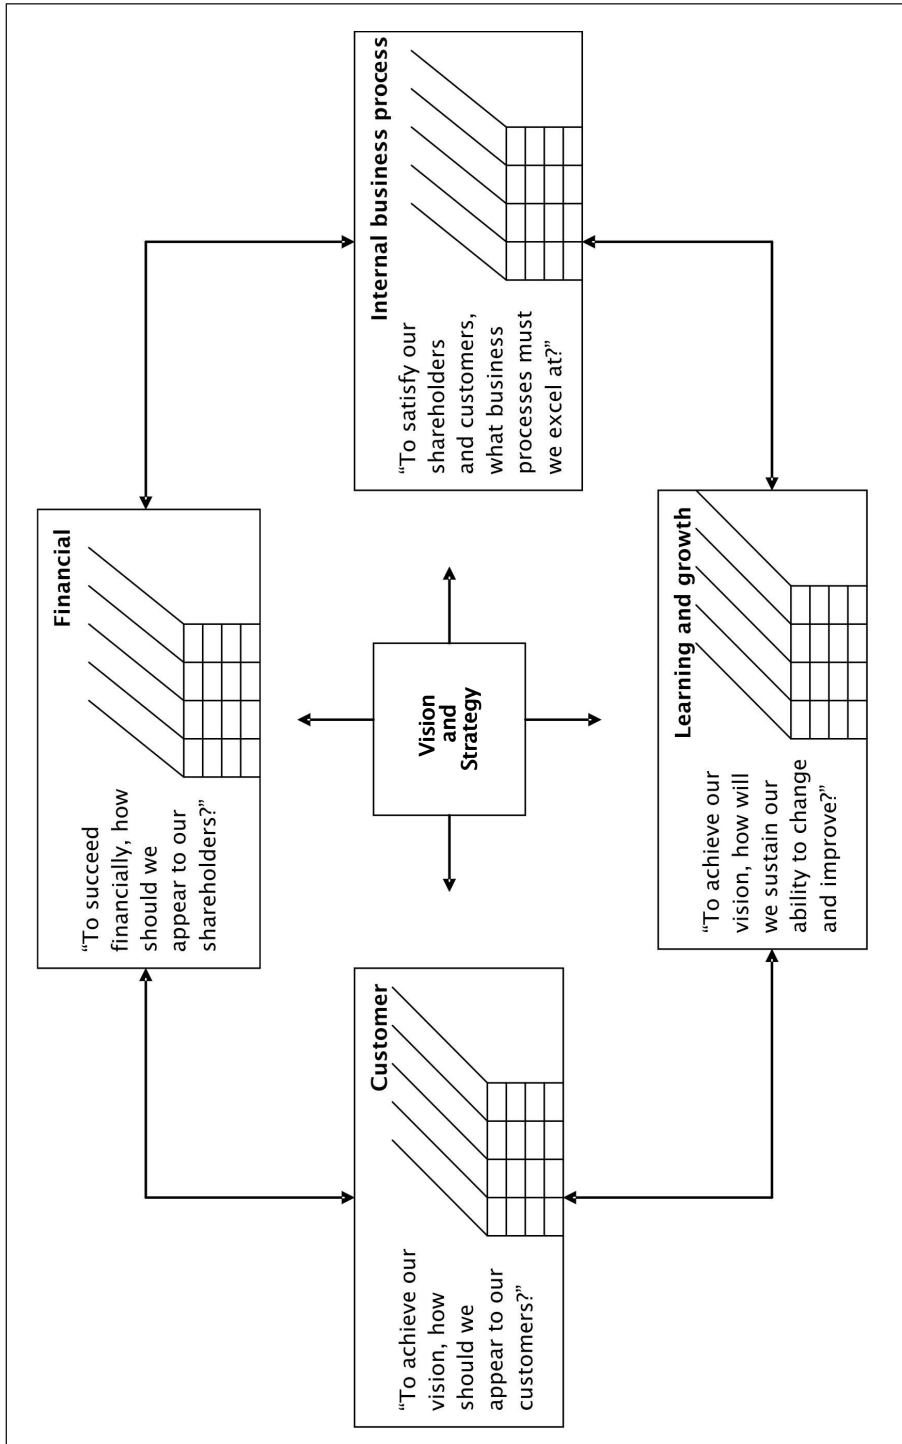 Financial
“To succeed
financially, how
should we
appear to our
shareholders?”
Customer
“To achieve our
vision, how
should we
appear to our
customers?”
Vision
and
Strategy
Internal business process
“To satisfy our
shareholders
and customers,
what business
processes must
we excel at?”
Learning and growth
“To achieve our
vision, how will
we sustain our
ability to change
and improve?”